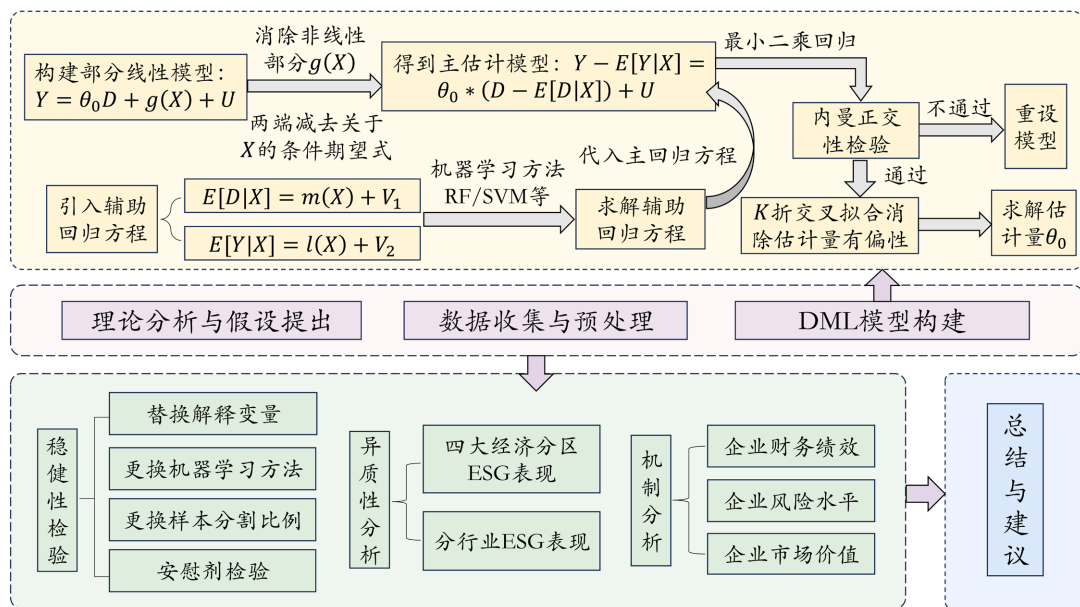 构建部分线性模型：
Y = θ₀D + g(X) + U
消除非线性
部分g(X)
两端减去关于
X的条件期望式
得到主估计模型：Y − E[Y|X] =
θ₀ * (D − E[D|X]) + U
最小二乘回归
内曼正交
性检验
不通过
重设
模型
通过
引入辅助
回归方程
E[D|X] = m(X) + V₁
E[Y|X] = l(X) + V₂
机器学习方法
RF/SVM等
求解辅助
回归方程
代入主回归方程
K折交叉拟合消
除估计量有偏性
求解估
计量θ₀
理论分析与假设提出
数据收集与预处理
DML模型构建
稳健性检验
替换解释变量
更换机器学习方法
更换样本分割比例
安慰剂检验
异质性分析
四大经济分区
ESG表现
分行业ESG表现
机制分析
企业财务绩效
企业风险水平
企业市场价值
总结与建议